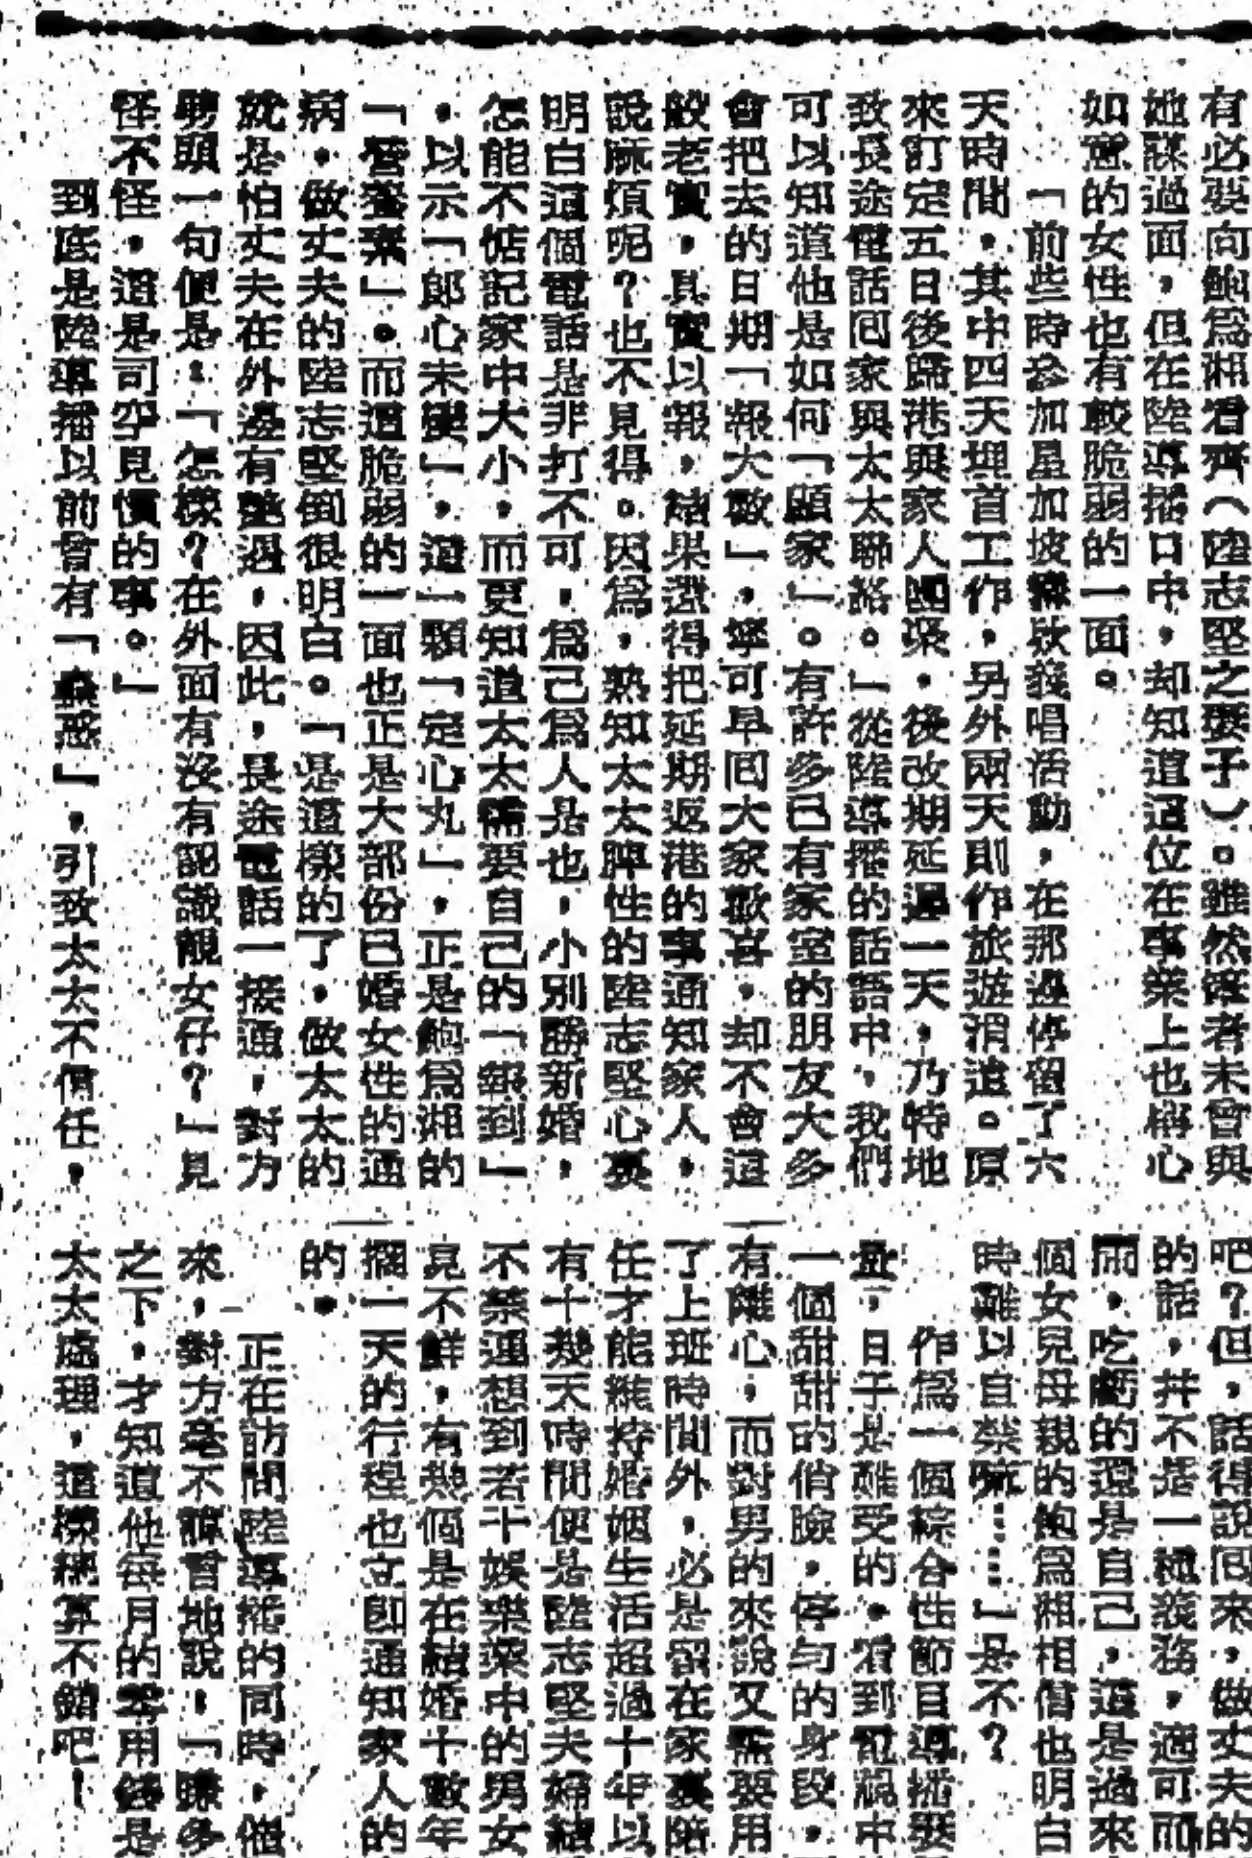 有必要向鮑爲湘看齊（陸志堅之妻子）。雖然筆者未曾與
她謀過面，但在陸導播口中，却知道這位在事業上也稱心
如意的女性也有較脆弱的一面。
「前些時參加星加坡籌款義唱活動，在那邊停留了六
天時間，其中四天埋首工作，另外兩天則作旅遊消遣。原
來訂定五日後歸港與家人團聚，後改期延遲一天，乃特地
致長途電話回家與太太聯絡。」從陸導播的話語中，我們
可以知道他是如何「顧家」。有許多已有家室的朋友大多
會把去的日期「報大數」，寧可早回大家歡喜，却不會這
般老實，具實以報，結果還得把延期返港的事通知家人，
說麻煩呢？也不見得。因爲，熟知太太脾性的陸志堅心裏
明白這個電話是非打不可，爲己爲人是也，小別勝新婚，
怎能不惦記家中大小，而更知道太太需要自己的「報到」
，以示「郎心未變」，這一顆「定心丸」，正是鮑爲湘的
「營養素」。而這脆弱的一面也正是大部份已婚女性的通
病，做丈夫的陸志堅倒很明白。「是這樣的了，做太太的
就是怕丈夫在外邊有艷遇，因此，長途電話一接通，對方
劈頭一句便是：「怎樣？在外面有沒有認識靚女仔？」見
怪不怪，這是司空見慣的事。」
到底是陸導播以前曾有「蠱惑」，引致太太不信任，
吧？但，話得說回來，做丈夫的
的話，并不是一種義務，適可而
鬧，吃虧的還是自己，這是過來
個女兒母親的鮑爲湘相信也明白
時難以自禁喎……」是不？
作爲一個綜合性節目導播要
，日子是難受的，看到電視中
一個甜甜的俏臉，停勻的身段，
有雜心，而對男的來說又需要用
了上班時間外，必是留在家裏陪
任才能維持婚姻生活超過十年以
有十幾天時間便是陸志堅夫婦結
不禁連想到若干娛樂業中的男女
見不鮮，有幾個是在結婚十數年
擱一天的行程也立即通知家人的
的。
正在訪問陸導播的同時，他
來，對方毫不諱言地說，「賺多
之下，才知道他每月的零用錢是
太太處理，這樣總算不錯吧！